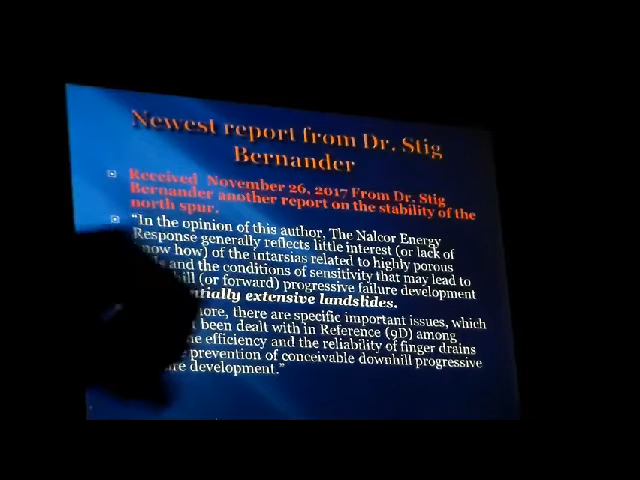 Newest report from Dr. Stig
Bernander
Received November 26, 2017 From Dr. Stig
Bernander another report on the stability of the
north spur.
"In the opinion of this author, The Nalcor Energy
Response generally reflects little interest (or lack of
know how) of the intarsias related to highly porous
and the conditions of sensitivity that may lead to
(or forward) progressive failure development
extensive landslides.
there are specific important issues, which
been dealt with in Reference (9D) among
efficiency and the reliability of finger drains
prevention of conceivable downhill progressive
development."